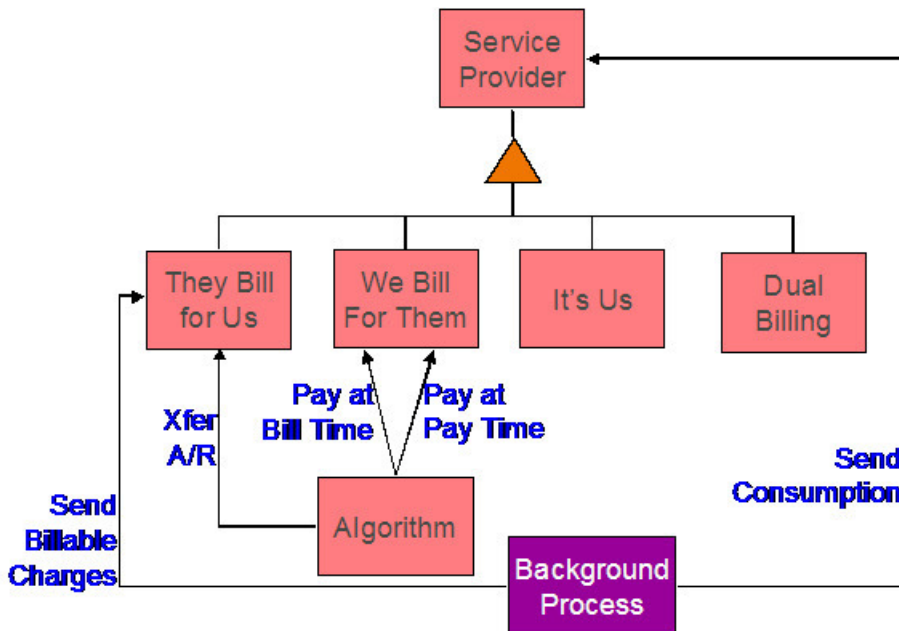 Service
Provider
They Bill
for Us
We Bill
For Them
It's Us
Dual
Billing
Pay at
Bill Time
Pay at
Pay Time
Xfer
A/R
Send
Consumption
Send
Billable
Charges
Algorithm
Background
Process